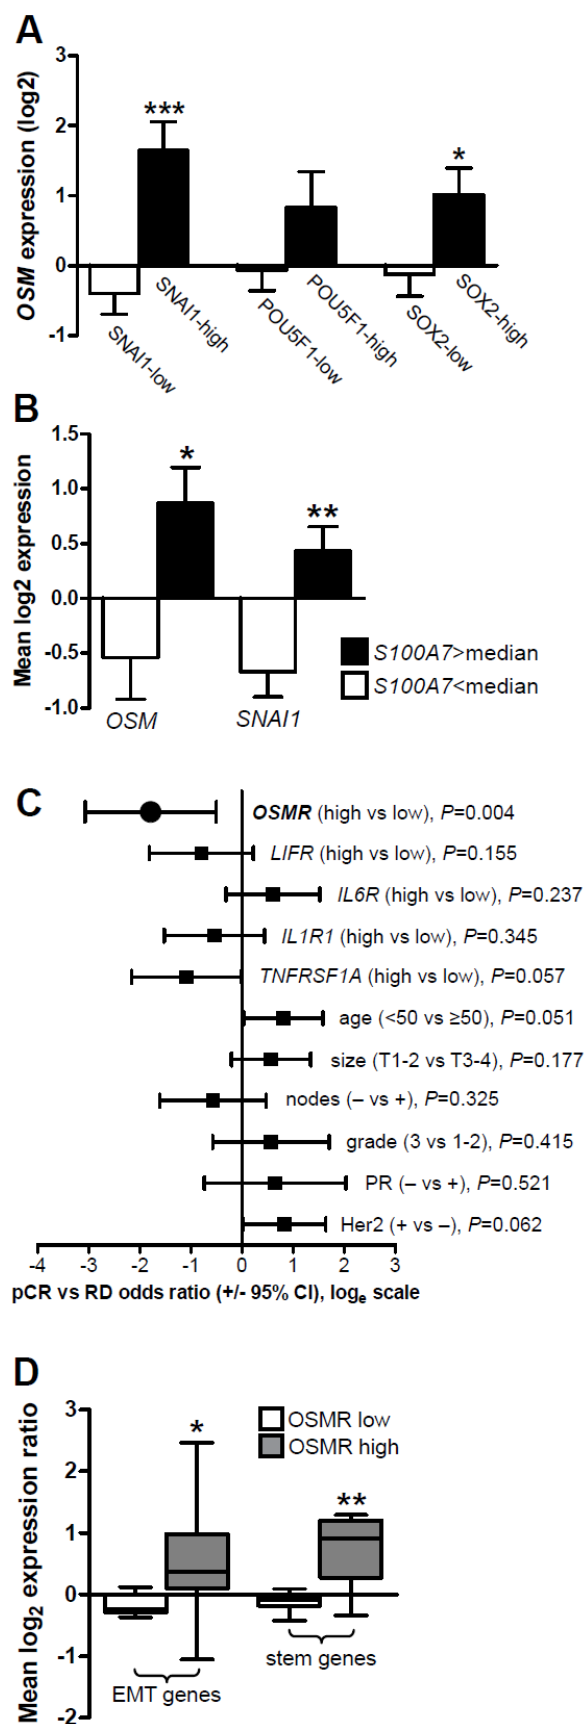 A
OSM expression (log2)
3
2
1
0
-1
***
*
SNAI1-low
SNAI1-high
POU5F1-low
POU5F1-high
SOX2-low
SOX2-high
B
Mean log2 expression
1.5
1.0
0.5
0.0
-0.5
-1.0
*
**
OSM
SNAI1
S100A7>median
S100A7<median
C
OSMR (high vs low), P=0.004
LIFR (high vs low), P=0.155
IL6R (high vs low), P=0.237
IL1R1 (high vs low), P=0.345
TNFRSF1A (high vs low), P=0.057
age (<50 vs ≥50), P=0.051
size (T1-2 vs T3-4), P=0.177
nodes (– vs +), P=0.325
grade (3 vs 1-2), P=0.415
PR (– vs +), P=0.521
Her2 (+ vs –), P=0.062
-4 -3 -2 -1 0 1 2 3
pCR vs RD odds ratio (+/- 95% CI), loge scale
D
Mean log2 expression ratio
3
2
1
0
-1
-2
OSMR low
OSMR high
*
**
EMT genes
stem genes